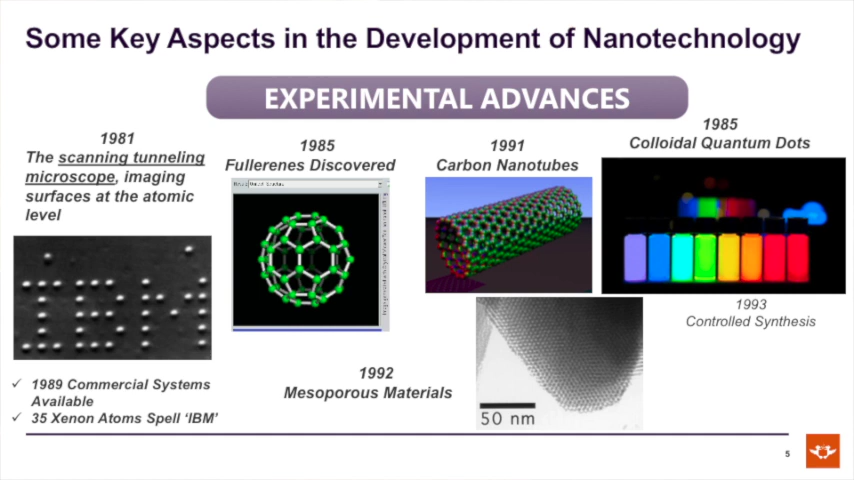 Some Key Aspects in the Development of Nanotechnology
EXPERIMENTAL ADVANCES
1981
The scanning tunneling
microscope, imaging
surfaces at the atomic
level
1985
Fullerenes Discovered
1991
Carbon Nanotubes
1985
Colloidal Quantum Dots
IBM
1993
Controlled Synthesis
✓ 1989 Commercial Systems
Available
✓ 35 Xenon Atoms Spell ‘IBM’
1992
Mesoporous Materials
50 nm
5